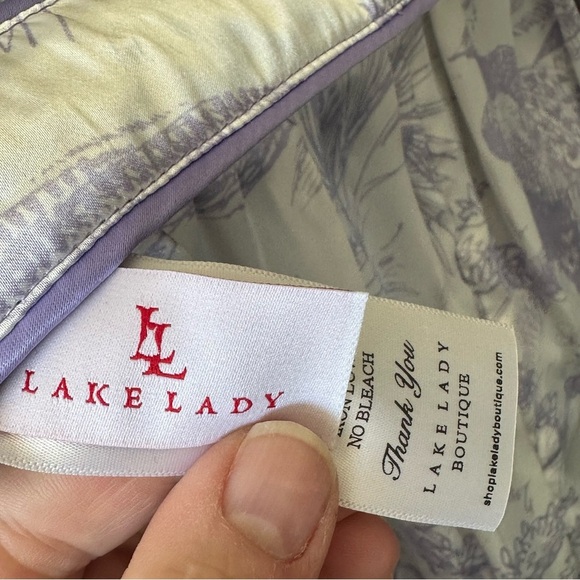 LL
LAKE LADY
NO BLEACH
Thank You
LAKE LADY
BOUTIQUE
shoplakeladyboutique.com